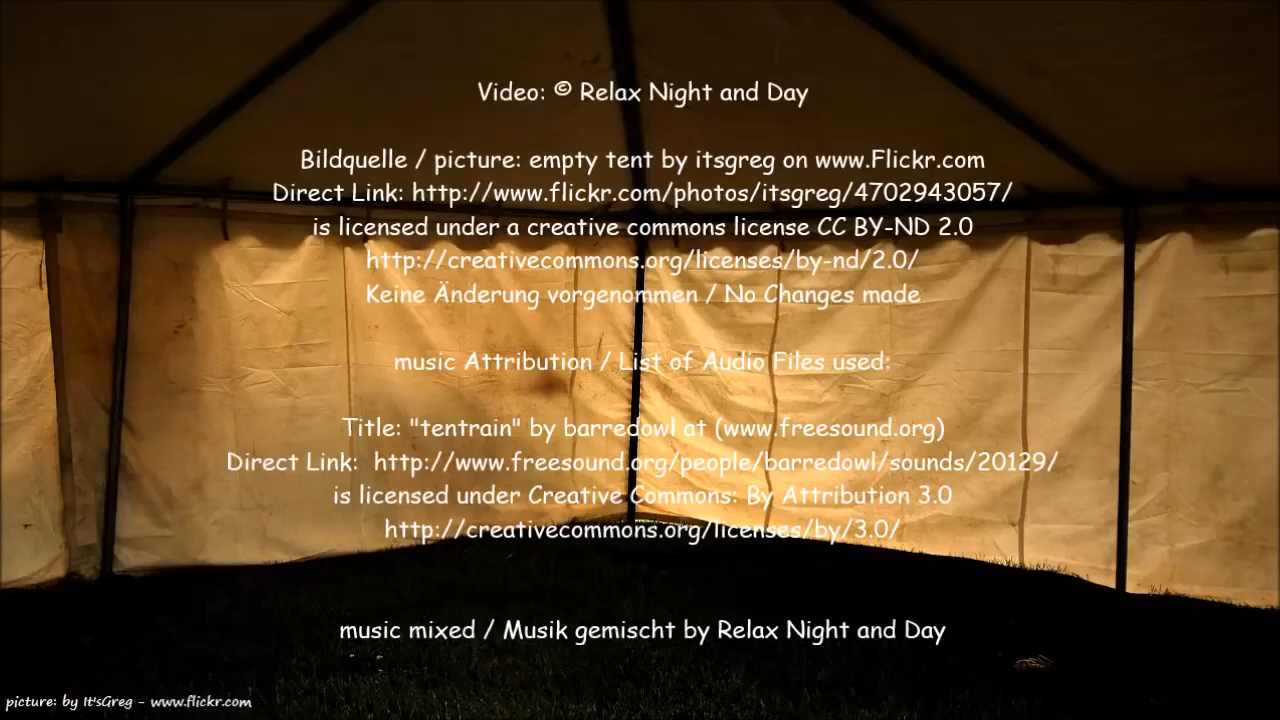 Video: © Relax Night and Day
Bildquelle / picture: empty tent by itsgreg on www.Flickr.com
Direct Link: http://www.flickr.com/photos/itsgreg/4702943057/
is licensed under a creative commons license CC BY-ND 2.0
http://creativecommons.org/licenses/by-nd/2.0/
Keine Änderung vorgenommen / No Changes made
music Attribution / List of Audio Files used:
Title: "tentrain" by barredowl at (www.freesound.org)
Direct Link:  http://www.freesound.org/people/barredowl/sounds/20129/
is licensed under Creative Commons: By Attribution 3.0
http://creativecommons.org/licenses/by/3.0/
music mixed / Musik gemischt by Relax Night and Day
picture: by It'sGreg - www.flickr.com